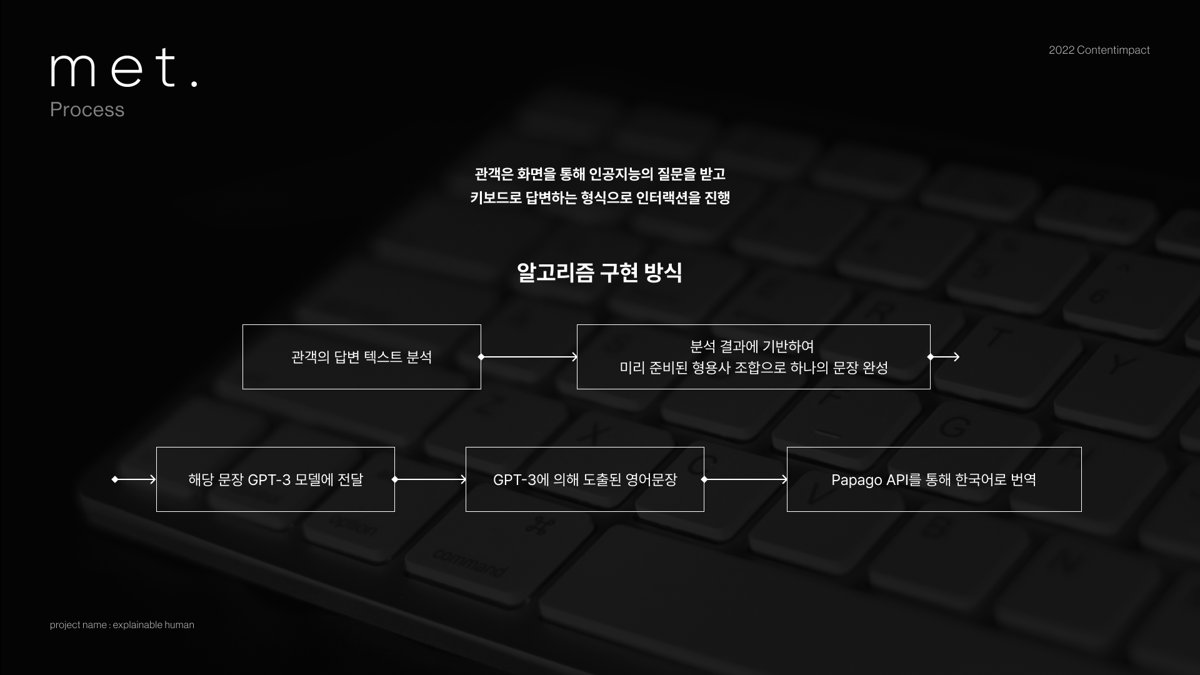 met.
Process
2022 Contentimpact
관객은 화면을 통해 인공지능의 질문을 받고
키보드로 답변하는 형식으로 인터랙션을 진행
알고리즘 구현 방식
관객의 답변 텍스트 분석
분석 결과에 기반하여
미리 준비된 형용사 조합으로 하나의 문장 완성
해당 문장 GPT-3 모델에 전달
GPT-3에 의해 도출된 영어문장
Papago API를 통해 한국어로 번역
R
T
Y
6
F
G
Z
X
C
V
B
N
option
⌘
command
project name : explainable human